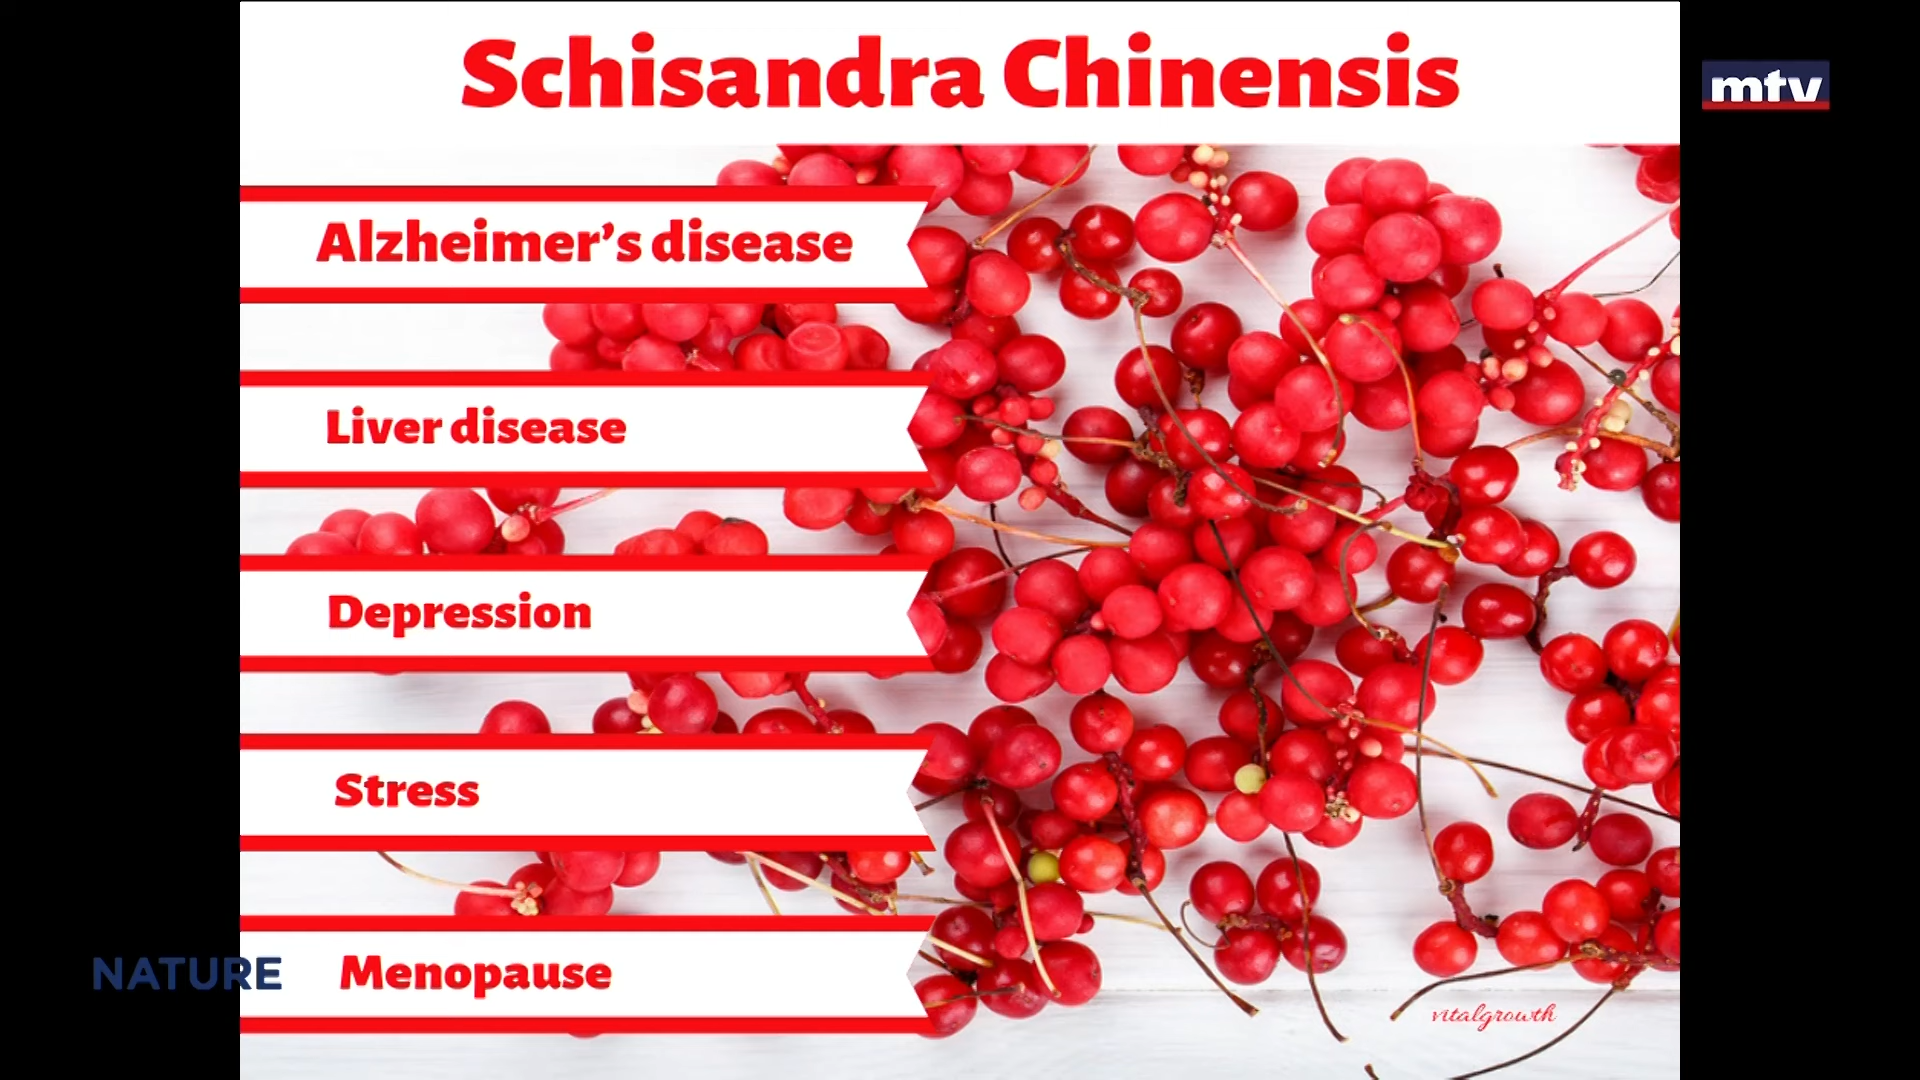 Schisandra Chinensis
mtv
Alzheimer's disease
Liver disease
Depression
Stress
NATURE
Menopause
vitalgrowth